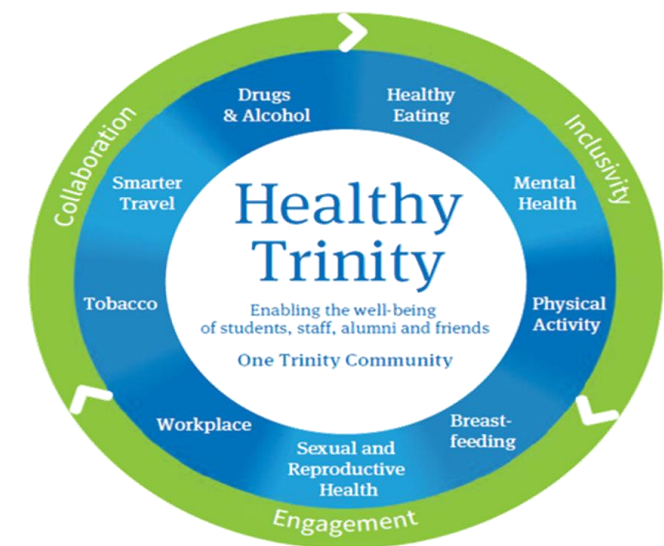 Healthy
Trinity
Enabling the well-being
of students, staff, alumni and friends
One Trinity Community
Drugs
& Alcohol
Healthy
Eating
Mental
Health
Physical
Activity
Breast-
feeding
Sexual and
Reproductive
Health
Workplace
Tobacco
Smarter
Travel
Collaboration
Inclusivity
Engagement